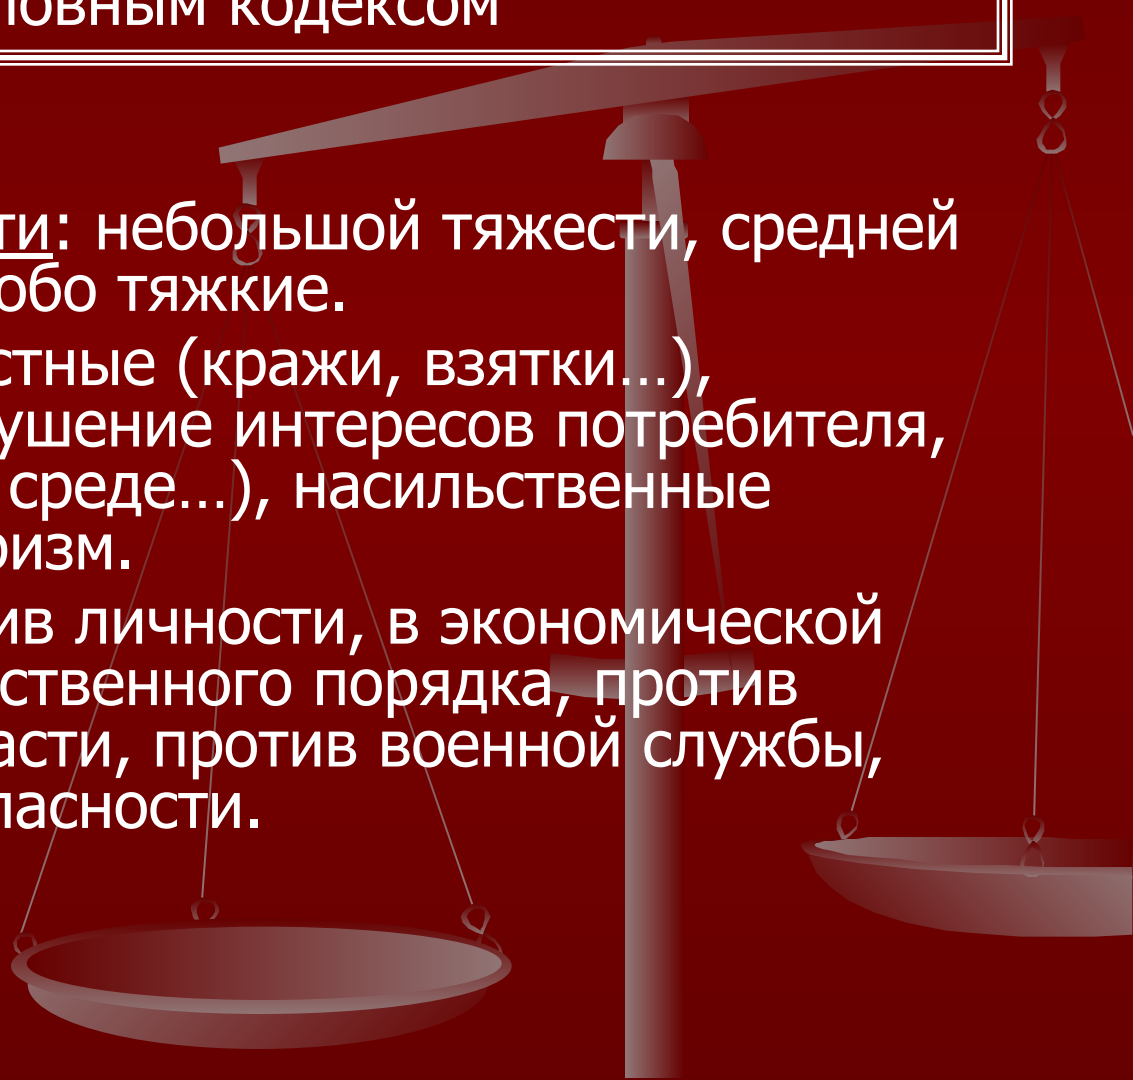 ловным кодексом
ти: небольшой тяжести, средней
обо тяжкие.
стные (кражи, взятки…),
ушение интересов потребителя,
среде…), насильственные
ризм.
ив личности, в экономической
ственного порядка, против
асти, против военной службы,
пасности.